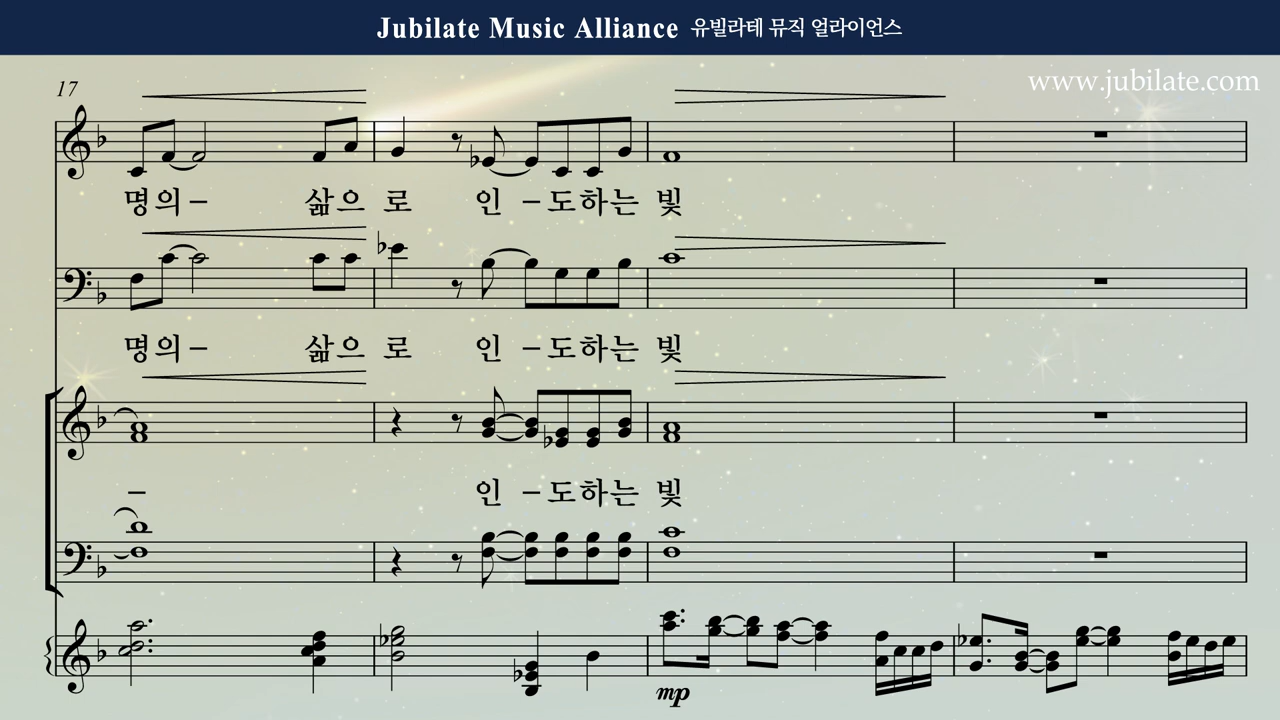 Jubilate Music Alliance 유빌라테 뮤직 얼라이언스
www.jubilate.com
17
명의– 삶으 로 인 –도하는 빛
명의– 삶으 로 인 –도하는 빛
– 인 –도하는 빛
mp